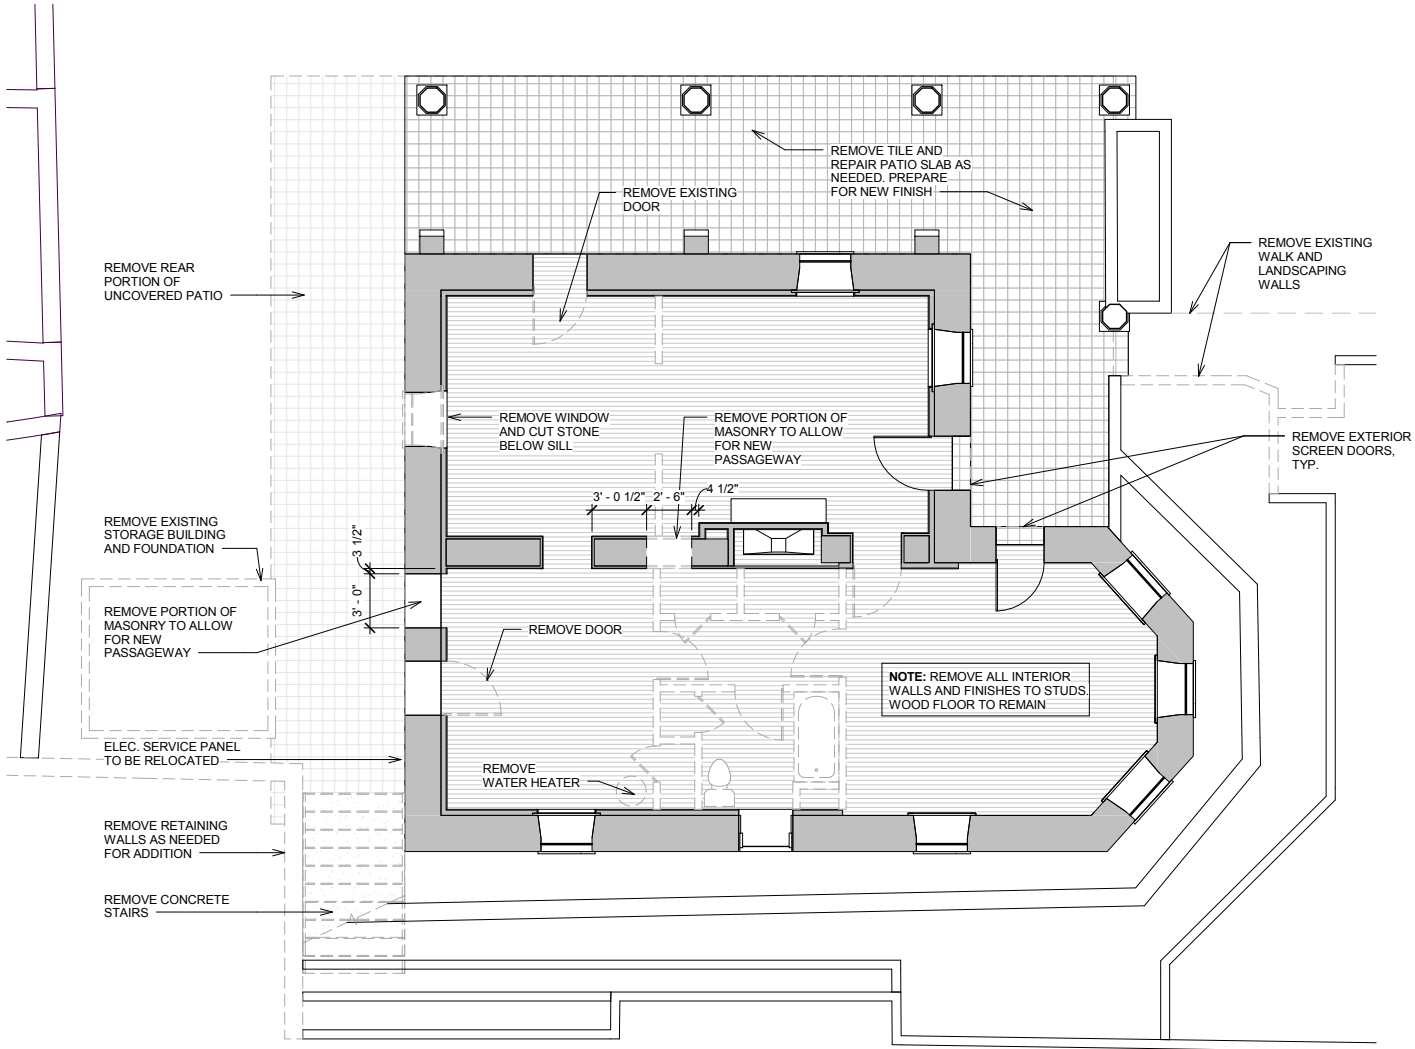 REMOVE TILE AND
REPAIR PATIO SLAB AS
NEEDED. PREPARE
FOR NEW FINISH
REMOVE EXISTING
DOOR
REMOVE EXISTING
WALK AND
LANDSCAPING
WALLS
REMOVE REAR
PORTION OF
UNCOVERED PATIO
REMOVE WINDOW
AND CUT STONE
BELOW SILL
REMOVE PORTION OF
MASONRY TO ALLOW
FOR NEW
PASSAGEWAY
REMOVE EXTERIOR
SCREEN DOORS,
TYP.
3' - 0 1/2"
2' - 6"
4 1/2"
REMOVE EXISTING
STORAGE BUILDING
AND FOUNDATION
3 1/2"
3' - 0"
REMOVE PORTION OF
MASONRY TO ALLOW
FOR NEW
PASSAGEWAY
REMOVE DOOR
NOTE: REMOVE ALL INTERIOR
WALLS AND FINISHES TO STUDS.
WOOD FLOOR TO REMAIN
ELEC. SERVICE PANEL
TO BE RELOCATED
REMOVE
WATER HEATER
REMOVE RETAINING
WALLS AS NEEDED
FOR ADDITION
REMOVE CONCRETE
STAIRS